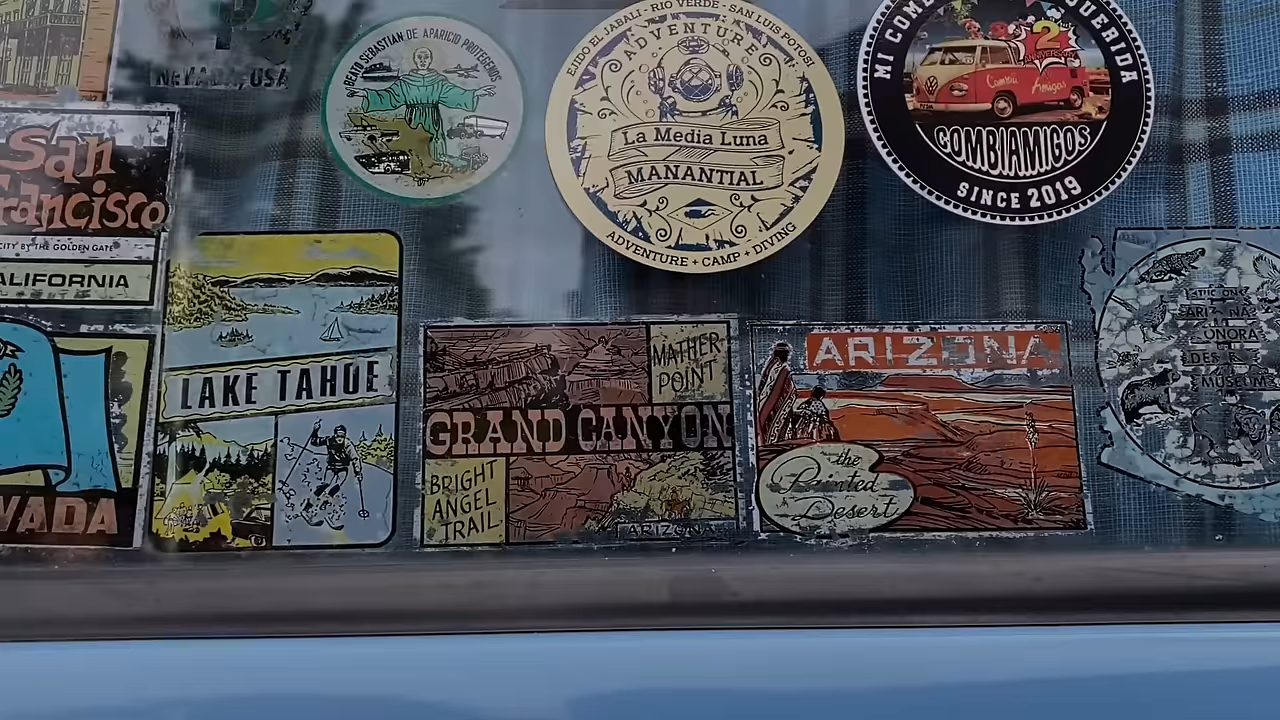 NEVADA, USA
BEATO SEBASTIAN DE APARICIO PROTEGENOS
EJIDO EL JABALI · RIO VERDE · SAN LUIS POTOSI
ADVENTURE
La Media Luna
MANANTIAL
ADVENTURE + CAMP + DIVING
QUERIDA
2
ANIVERSARIO
Combi
Amigos
COMBIAMIGOS
SINCE 2019
San
Francisco
CITY BY THE GOLDEN GATE
CALIFORNIA
VADA
LAKE TAHOE
MATHER
POINT
GRAND CANYON
BRIGHT
ANGEL
TRAIL
ARIZONA
ARIZONA
the
Painted
Desert
ARIZONA
SONORA
DESERT
MUSEUM